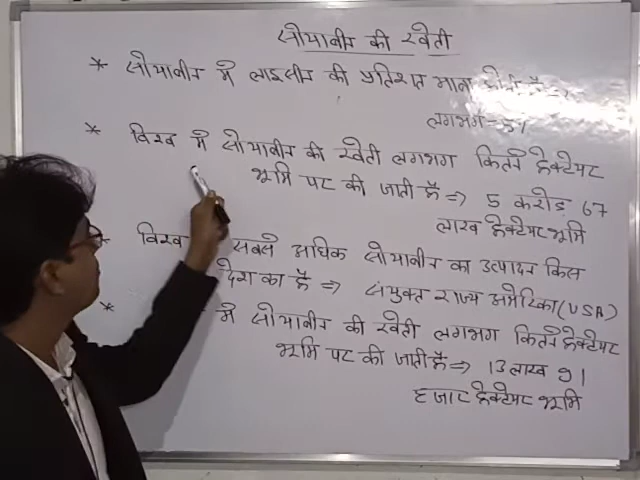 सोयाबीन की खेती
* सोयाबीन मे लाइसीन की प्रतिशत मात्रा होती है ⇒
लगभग - 5%
* विश्व मे सोयाबीन की खेती लगभग कितने हेक्टेयर
भूमि पर की जाती है ⇒ 5 करोड़ 67
लाख हेक्टेयर भूमि
* विश्व सबसे अधिक सोयाबीन का उत्पादन किस
देश का है ⇒ संयुक्त राज्य अमेरिका (USA)
* मे सोयाबीन की खेती लगभग कितने हेक्टेयर
भूमि पर की जाती है ⇒ 13 लाख 91
हजार हेक्टेयर भूमि